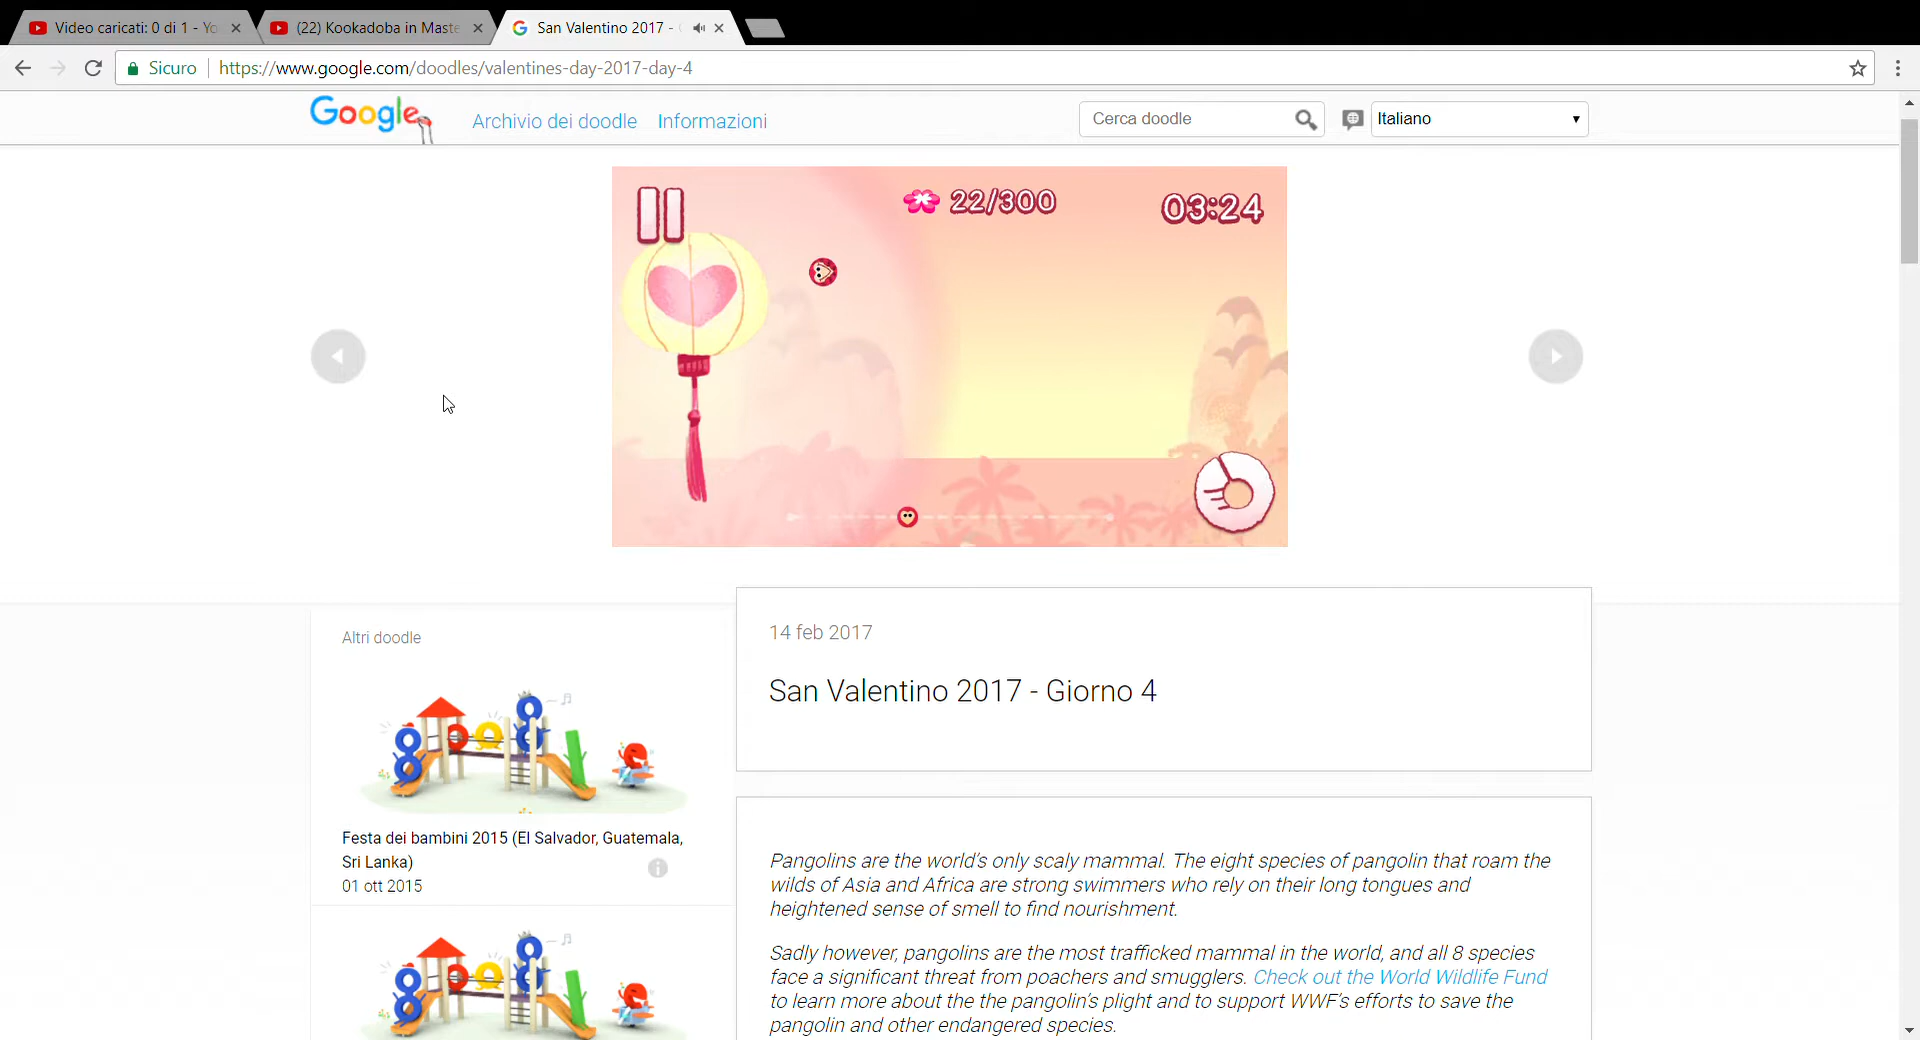 Video caricati: 0 di 1 - Yo
(22) Kookadoba in Maste
San Valentino 2017 -
Sicuro
https://www.google.com/doodles/valentines-day-2017-day-4
Google
Archivio dei doodle
Informazioni
Cerca doodle
Italiano
22/300
03:24
14 feb 2017
San Valentino 2017 - Giorno 4
Altri doodle
Festa dei bambini 2015 (El Salvador, Guatemala,
Sri Lanka)
01 ott 2015
Pangolins are the world's only scaly mammal. The eight species of pangolin that roam the
wilds of Asia and Africa are strong swimmers who rely on their long tongues and
heightened sense of smell to find nourishment.
Sadly however, pangolins are the most trafficked mammal in the world, and all 8 species
face a significant threat from poachers and smugglers. Check out the World Wildlife Fund
to learn more about the the pangolin's plight and to support WWF's efforts to save the
pangolin and other endangered species.